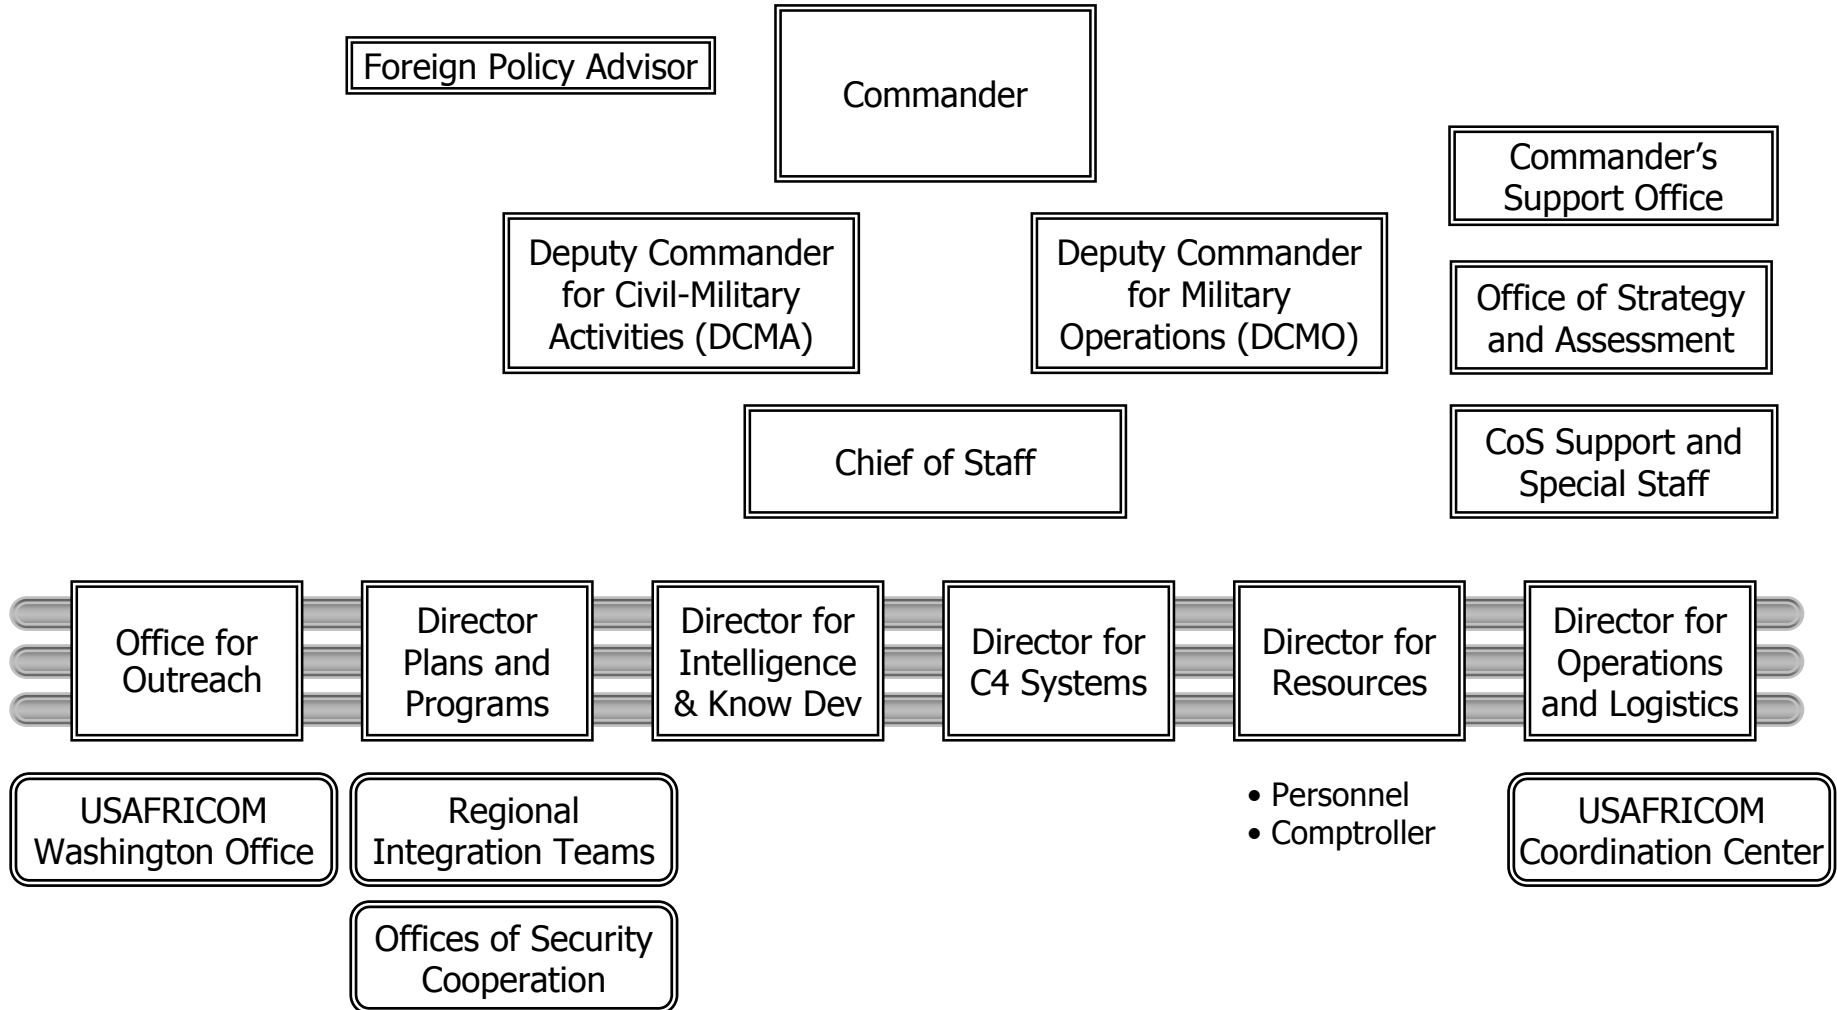 Foreign Policy Advisor
Commander
Commander’s
Support Office
Deputy Commander
for Civil-Military
Activities (DCMA)
Deputy Commander
for Military
Operations (DCMO)
Office of Strategy
and Assessment
Chief of Staff
CoS Support and
Special Staff
Office for
Outreach
Director
Plans and
Programs
Director for
Intelligence
& Know Dev
Director for
C4 Systems
Director for
Resources
Director for
Operations
and Logistics
USAFRICOM
Washington Office
Regional
Integration Teams
• Personnel
• Comptroller
USAFRICOM
Coordination Center
Offices of Security
Cooperation